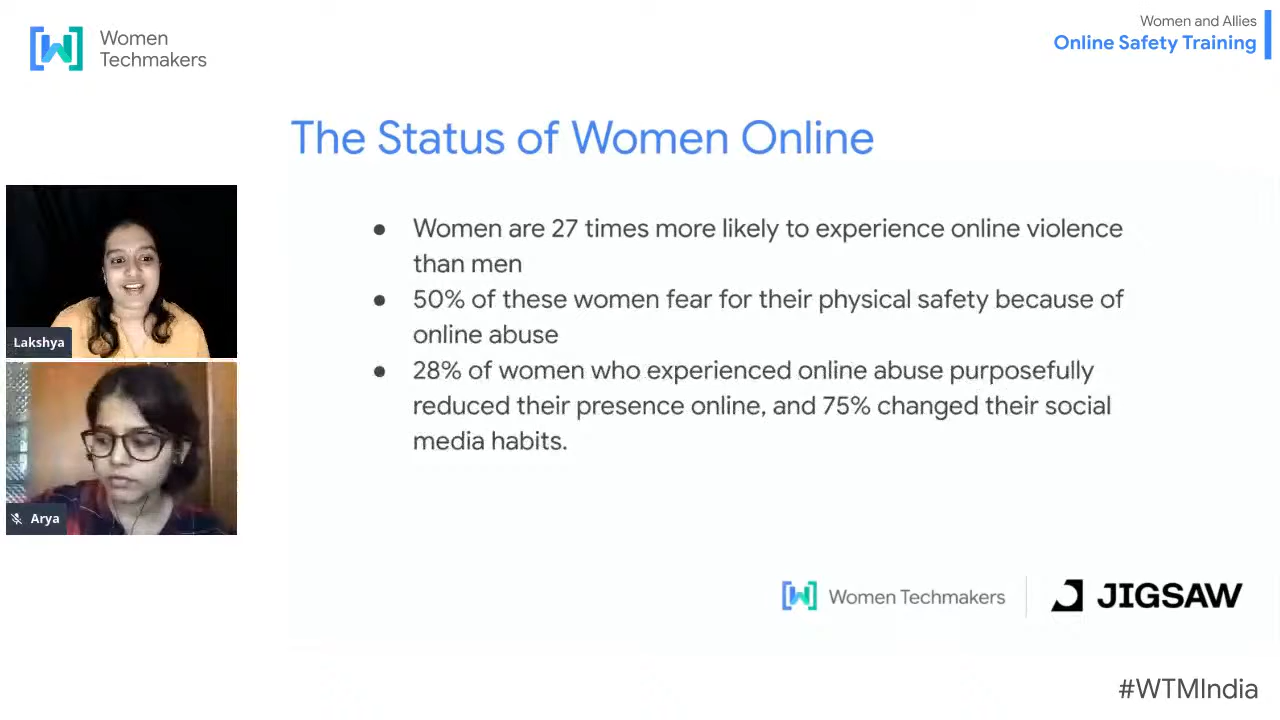 Women
Techmakers
Women and Allies
Online Safety Training
The Status of Women Online
● Women are 27 times more likely to experience online violence
than men
● 50% of these women fear for their physical safety because of
online abuse
● 28% of women who experienced online abuse purposefully
reduced their presence online, and 75% changed their social
media habits.
Lakshya
Arya
Women Techmakers
JIGSAW
#WTMIndia